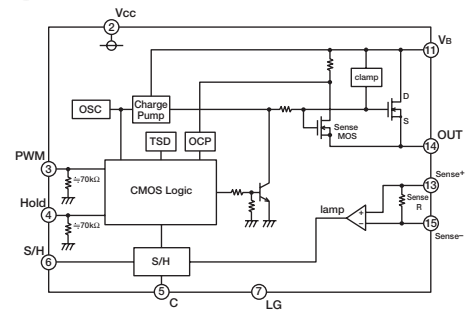 Vcc
2
VB
11
clamp
D
OSC
Charge
Pump
S
Sense
MOS
OUT
14
TSD
OCP
PWM
3
≒70kΩ
CMOS Logic
Sense+
13
Hold
4
≒70kΩ
Iamp
+
−
Sense
R
15
Sense−
S/H
6
S/H
5
C
7
LG